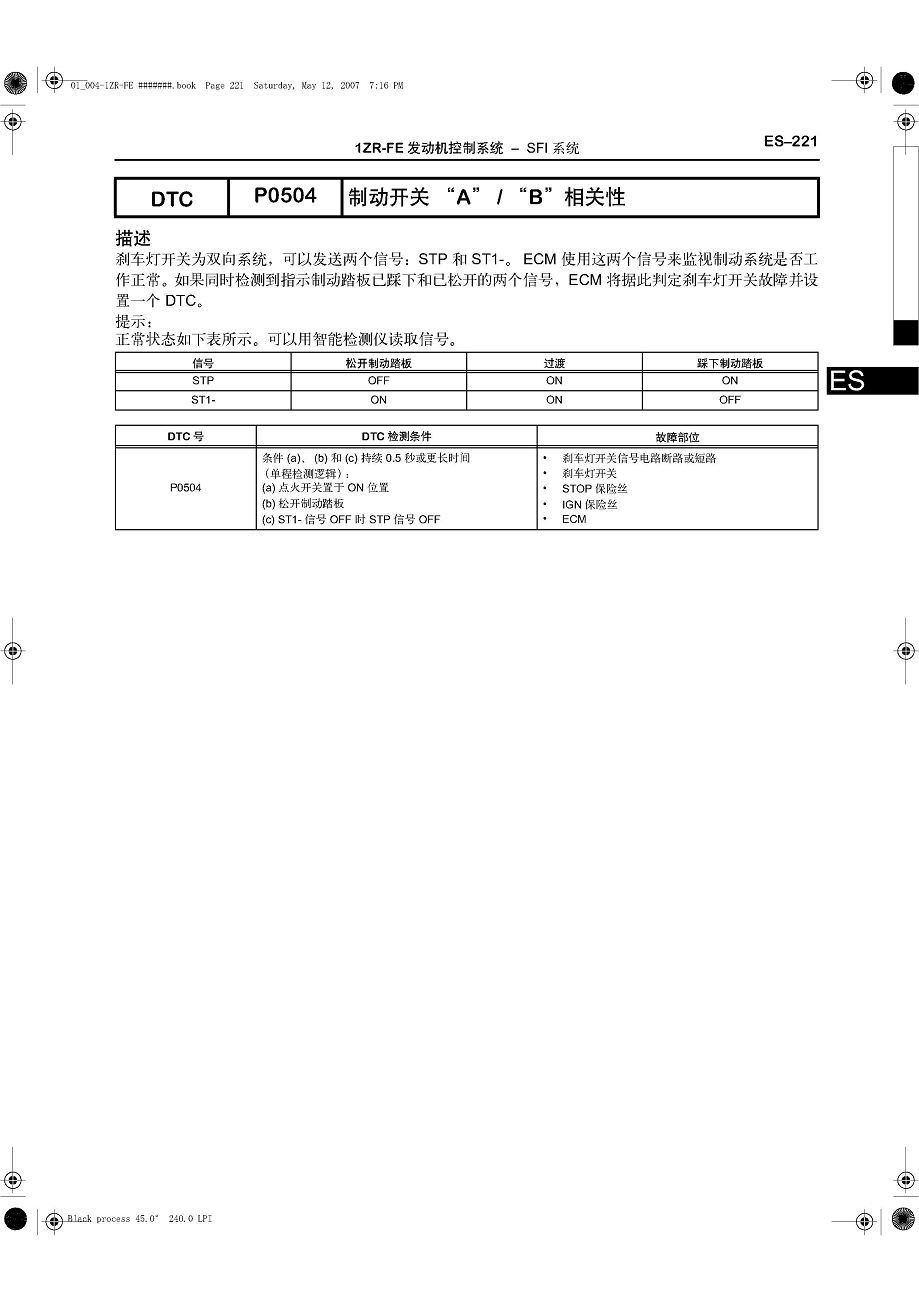 01_004-1ZR-FE #######.book Page 221 Saturday, May 12, 2007 7:16 PM
ES–221
1ZR-FE 发动机控制系统 – SFI 系统
DTC P0504 制动开关 “A” / “B”相关性
描述
刹车灯开关为双向系统，可以发送两个信号：STP 和 ST1-。 ECM 使用这两个信号来监视制动系统是否工
作正常。如果同时检测到指示制动踏板已踩下和已松开的两个信号，ECM 将据此判定刹车灯开关故障并设
置一个 DTC。
提示：
正常状态如下表所示。可以用智能检测仪读取信号。
信号 松开制动踏板 过渡 踩下制动踏板
STP OFF ON ON
ST1- ON ON OFF
ES
DTC 号 DTC 检测条件 故障部位
P0504
条件 (a)、 (b) 和 (c) 持续 0.5 秒或更长时间
（单程检测逻辑）：
(a) 点火开关置于 ON 位置
(b) 松开制动踏板
(c) ST1- 信号 OFF 时 STP 信号 OFF
• 刹车灯开关信号电路断路或短路
• 刹车灯开关
• STOP 保险丝
• IGN 保险丝
• ECM
Black process 45.0° 240.0 LPI